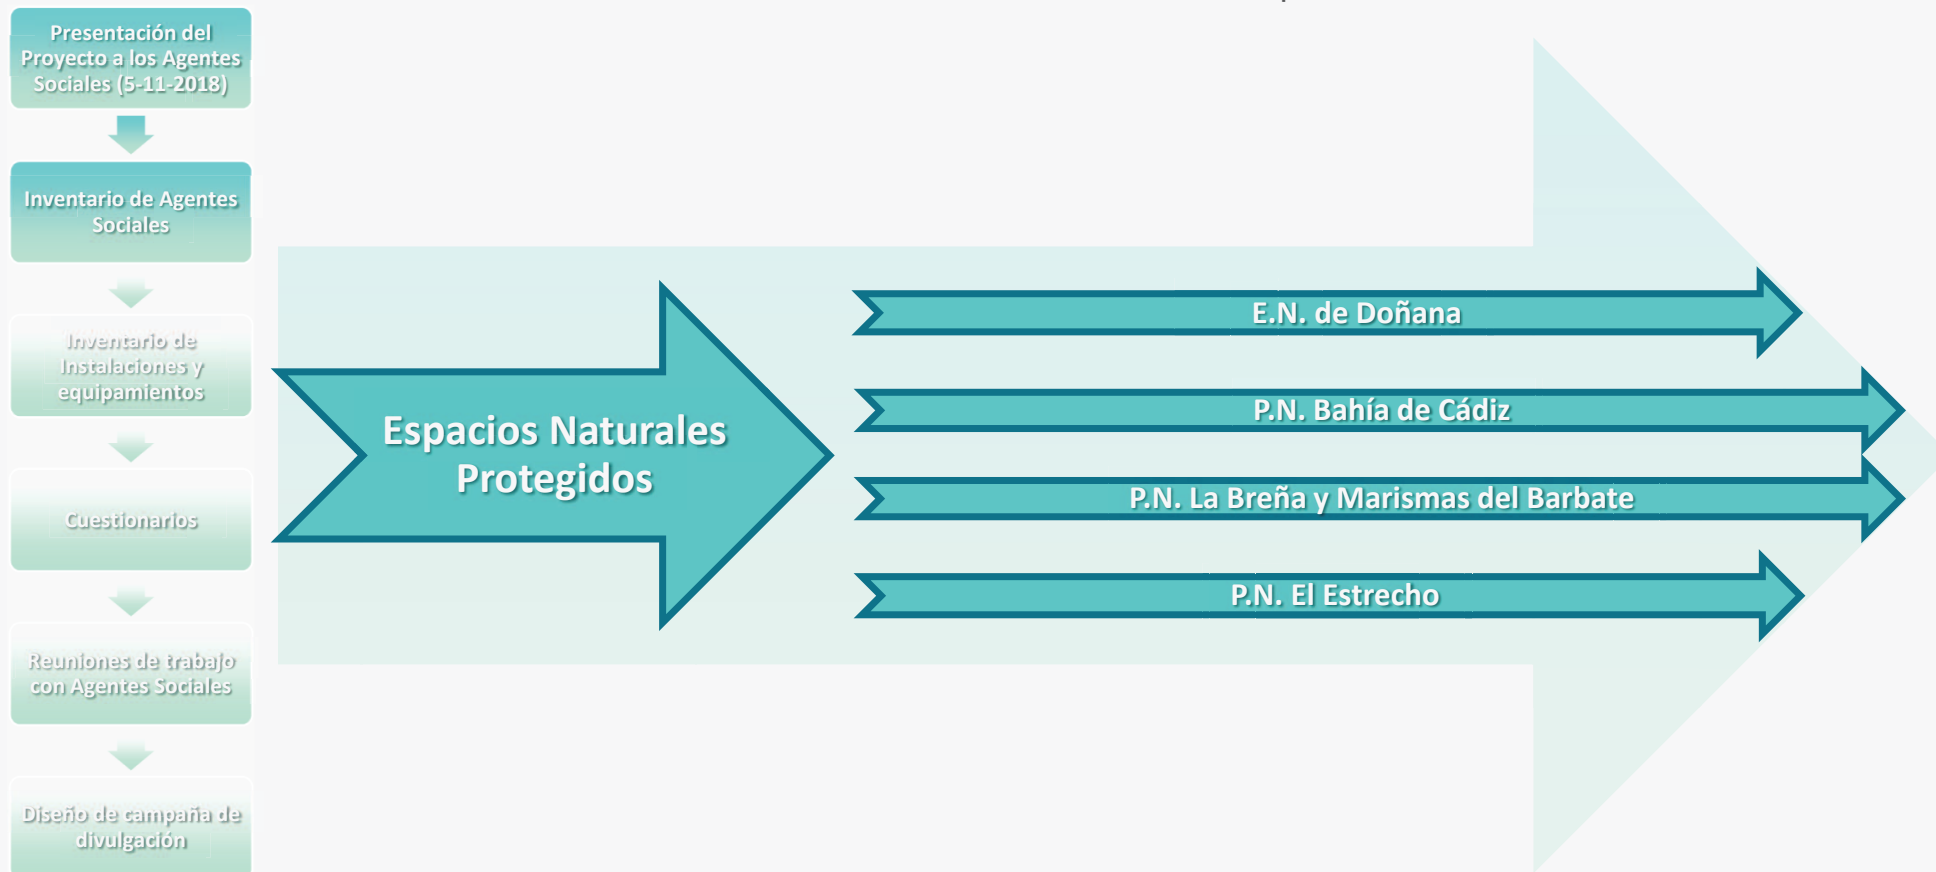 Presentación del
Proyecto a los Agentes
Sociales (5-11-2018)
Inventario de Agentes
Sociales
Inventario de
Instalaciones y
equipamientos
Cuestionarios
Reuniones de trabajo
con Agentes Sociales
Diseño de campaña de
divulgación
Espacios Naturales
Protegidos
E.N. de Doñana
P.N. Bahía de Cádiz
P.N. La Breña y Marismas del Barbate
P.N. El Estrecho